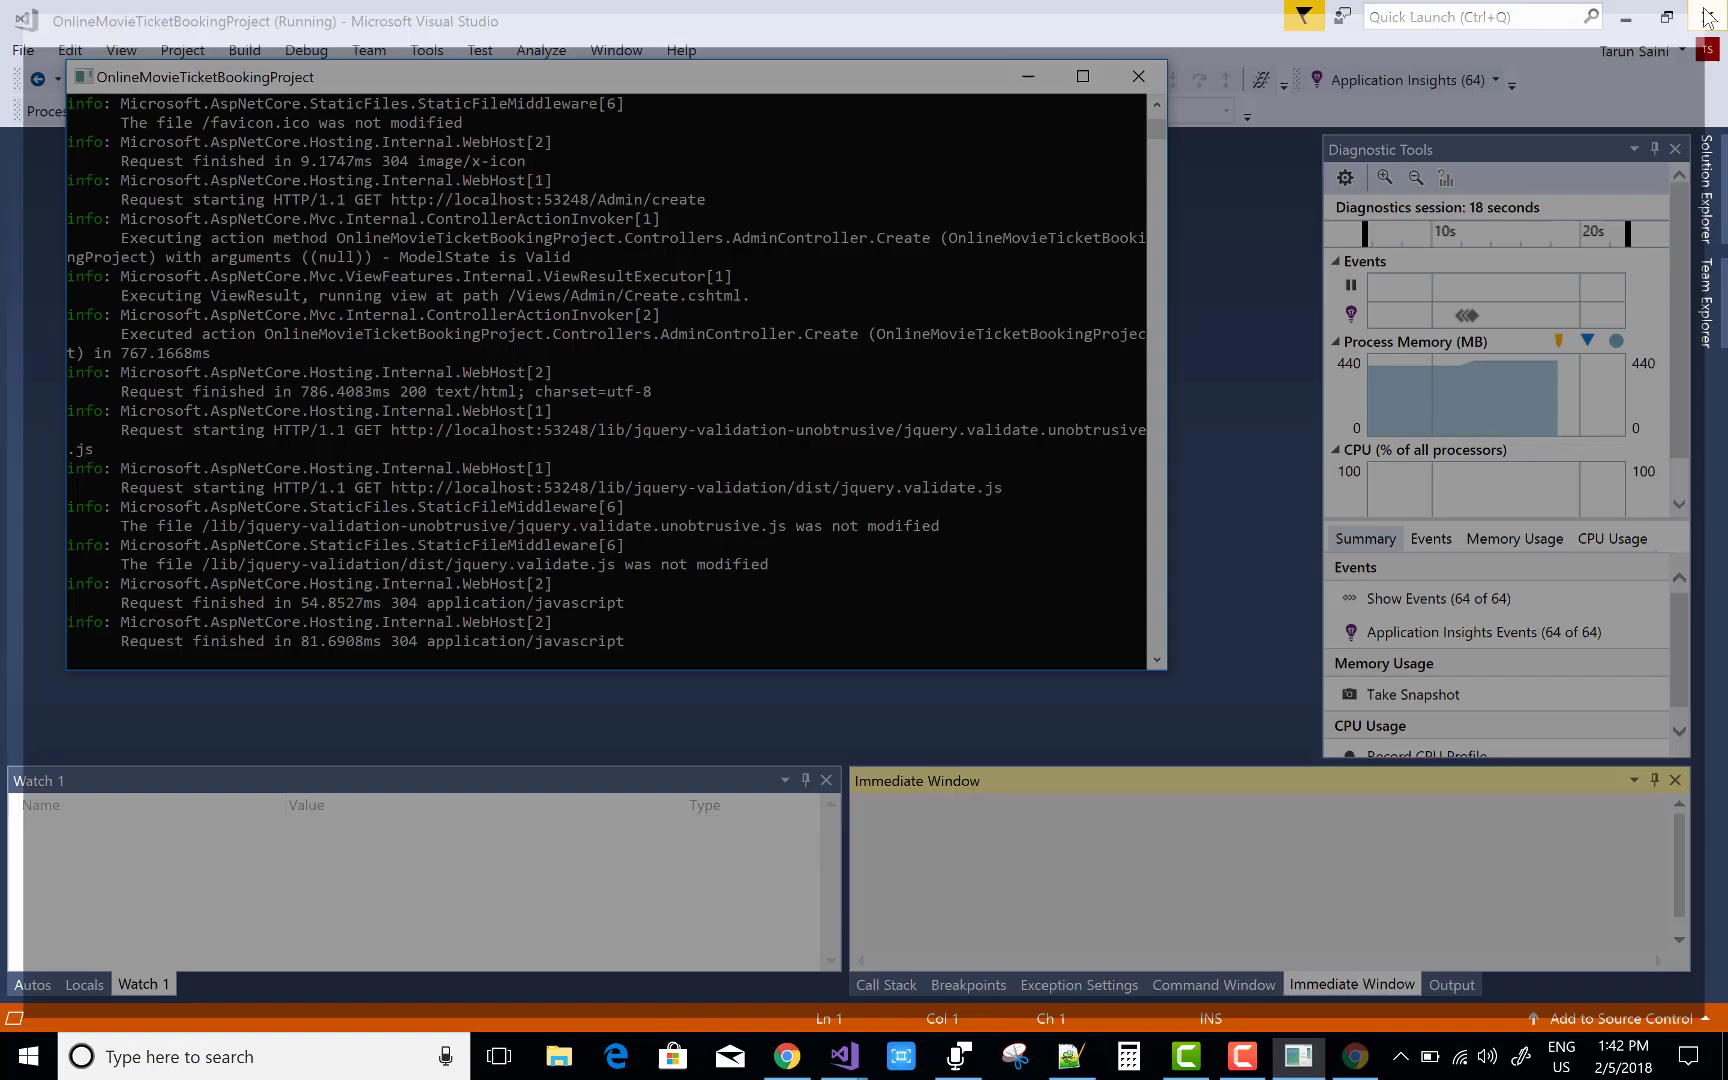 OnlineMovieTicketBookingProject (Running) - Microsoft Visual Studio
Quick Launch (Ctrl+Q)
File Edit View Project Build Debug Team Tools Test Analyze Window Help
Tarun Saini
TS
Application Insights (64)
OnlineMovieTicketBookingProject
info: Microsoft.AspNetCore.StaticFiles.StaticFileMiddleware[6]
The file /favicon.ico was not modified
info: Microsoft.AspNetCore.Hosting.Internal.WebHost[2]
Request finished in 9.1747ms 304 image/x-icon
info: Microsoft.AspNetCore.Hosting.Internal.WebHost[1]
Request starting HTTP/1.1 GET http://localhost:53248/Admin/create
info: Microsoft.AspNetCore.Mvc.Internal.ControllerActionInvoker[1]
Executing action method OnlineMovieTicketBookingProject.Controllers.AdminController.Create (OnlineMovieTicketBooki
ngProject) with arguments ((null)) - ModelState is Valid
info: Microsoft.AspNetCore.Mvc.ViewFeatures.Internal.ViewResultExecutor[1]
Executing ViewResult, running view at path /Views/Admin/Create.cshtml.
info: Microsoft.AspNetCore.Mvc.Internal.ControllerActionInvoker[2]
Executed action OnlineMovieTicketBookingProject.Controllers.AdminController.Create (OnlineMovieTicketBookingProjec
t) in 767.1668ms
info: Microsoft.AspNetCore.Hosting.Internal.WebHost[2]
Request finished in 786.4083ms 200 text/html; charset=utf-8
info: Microsoft.AspNetCore.Hosting.Internal.WebHost[1]
Request starting HTTP/1.1 GET http://localhost:53248/lib/jquery-validation-unobtrusive/jquery.validate.unobtrusive
.js
info: Microsoft.AspNetCore.Hosting.Internal.WebHost[1]
Request starting HTTP/1.1 GET http://localhost:53248/lib/jquery-validation/dist/jquery.validate.js
info: Microsoft.AspNetCore.StaticFiles.StaticFileMiddleware[6]
The file /lib/jquery-validation-unobtrusive/jquery.validate.unobtrusive.js was not modified
info: Microsoft.AspNetCore.StaticFiles.StaticFileMiddleware[6]
The file /lib/jquery-validation/dist/jquery.validate.js was not modified
info: Microsoft.AspNetCore.Hosting.Internal.WebHost[2]
Request finished in 54.8527ms 304 application/javascript
info: Microsoft.AspNetCore.Hosting.Internal.WebHost[2]
Request finished in 81.6908ms 304 application/javascript
Diagnostic Tools
Diagnostics session: 18 seconds
10s 20s
Events
Process Memory (MB)
440 440
0 0
CPU (% of all processors)
100 100
Summary Events Memory Usage CPU Usage
Events
Show Events (64 of 64)
Application Insights Events (64 of 64)
Memory Usage
Take Snapshot
CPU Usage
Record CPU Profile
Solution Explorer
Team Explorer
Watch 1
Name Value Type
Autos Locals Watch 1
Immediate Window
Call Stack Breakpoints Exception Settings Command Window Immediate Window Output
Ln 1 Col 1 Ch 1 INS
Add to Source Control
Type here to search
ENG
US
1:42 PM
2/5/2018